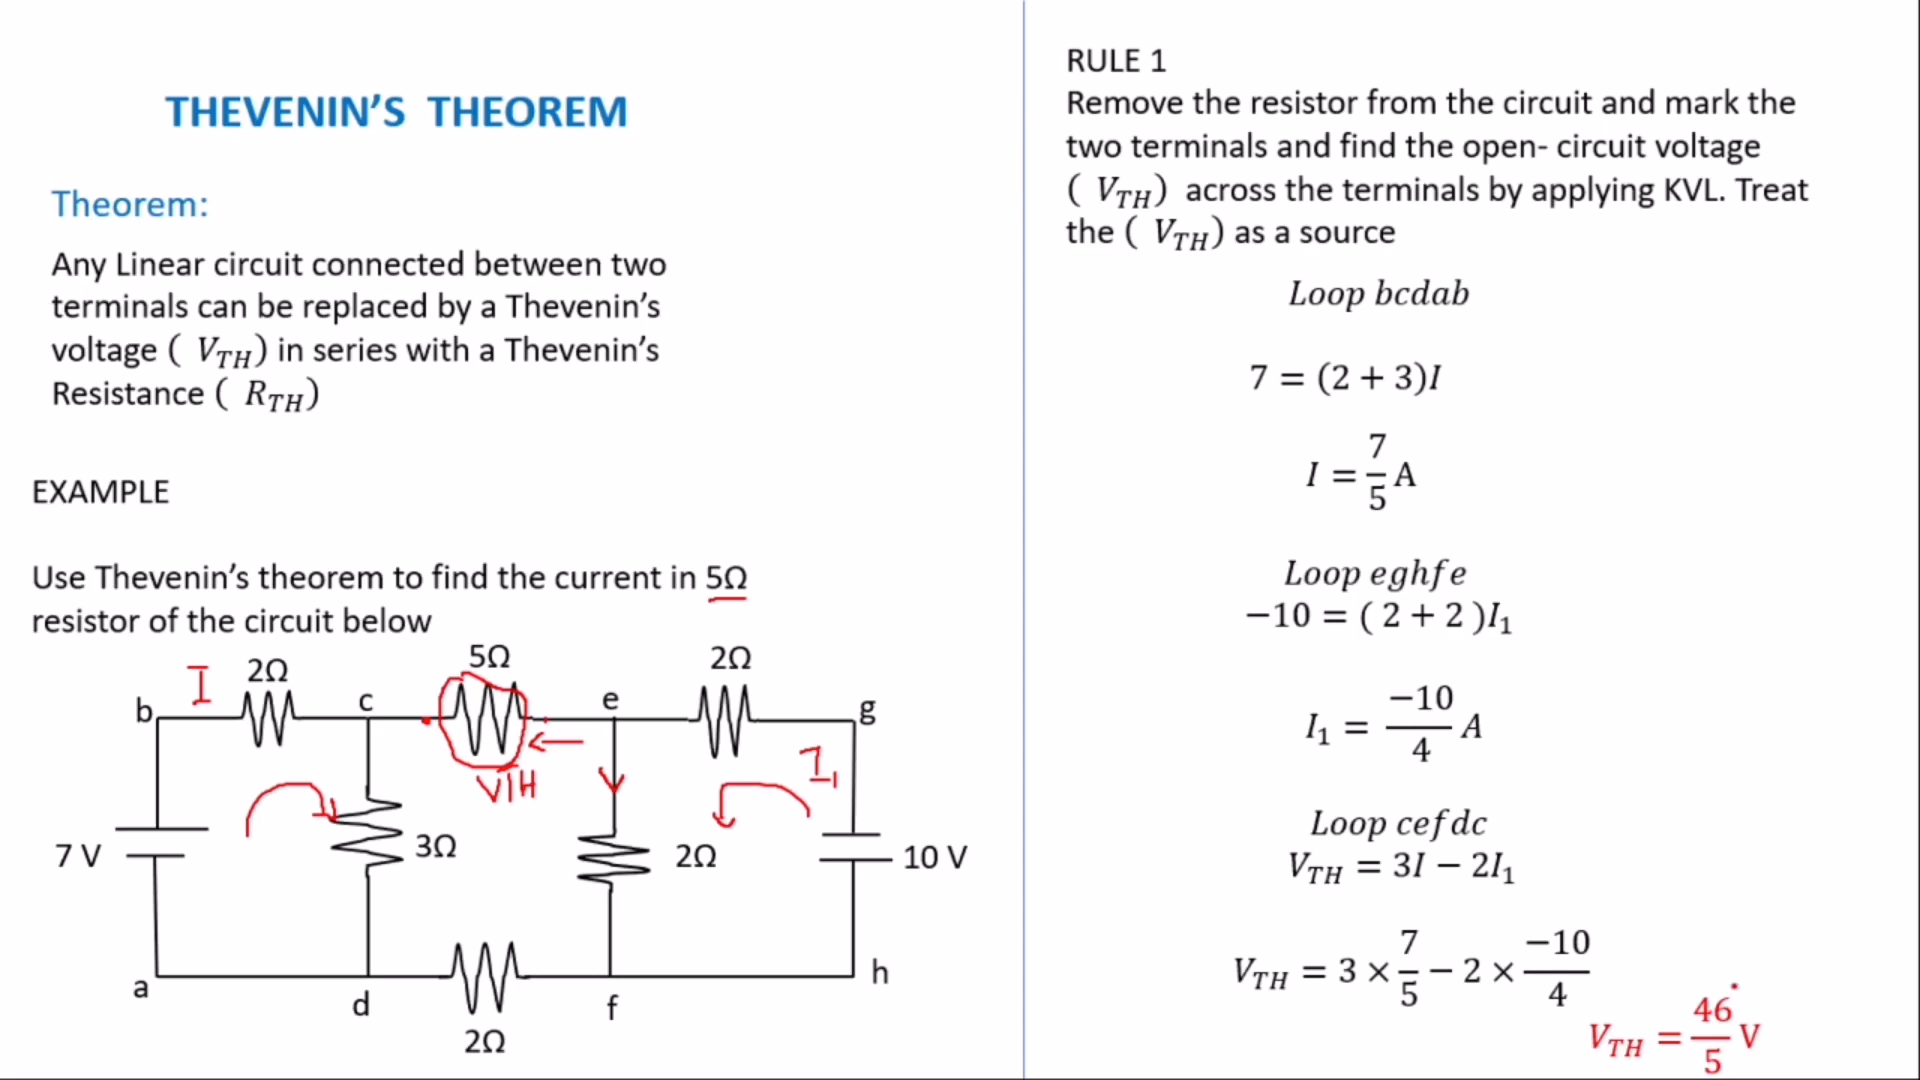 THEVENIN’S THEOREM
Theorem:
Any Linear circuit connected between two
terminals can be replaced by a Thevenin’s
voltage ( V_TH) in series with a Thevenin’s
Resistance ( R_TH)
EXAMPLE
Use Thevenin’s theorem to find the current in 5Ω
resistor of the circuit below
I
2Ω
5Ω
2Ω
b
c
e
g
VTH
I₁
7 V
3Ω
2Ω
10 V
a
d
f
h
2Ω
RULE 1
Remove the resistor from the circuit and mark the
two terminals and find the open- circuit voltage
( V_TH) across the terminals by applying KVL. Treat
the ( V_TH) as a source
Loop bcdab
7 = (2 + 3)I
I = 7/5 A
Loop eghfe
−10 = ( 2 + 2 )I₁
I₁ = −10/4 A
Loop cefdc
V_TH = 3I − 2I₁
V_TH = 3 × 7/5 − 2 × −10/4
V_TH = 46/5 V